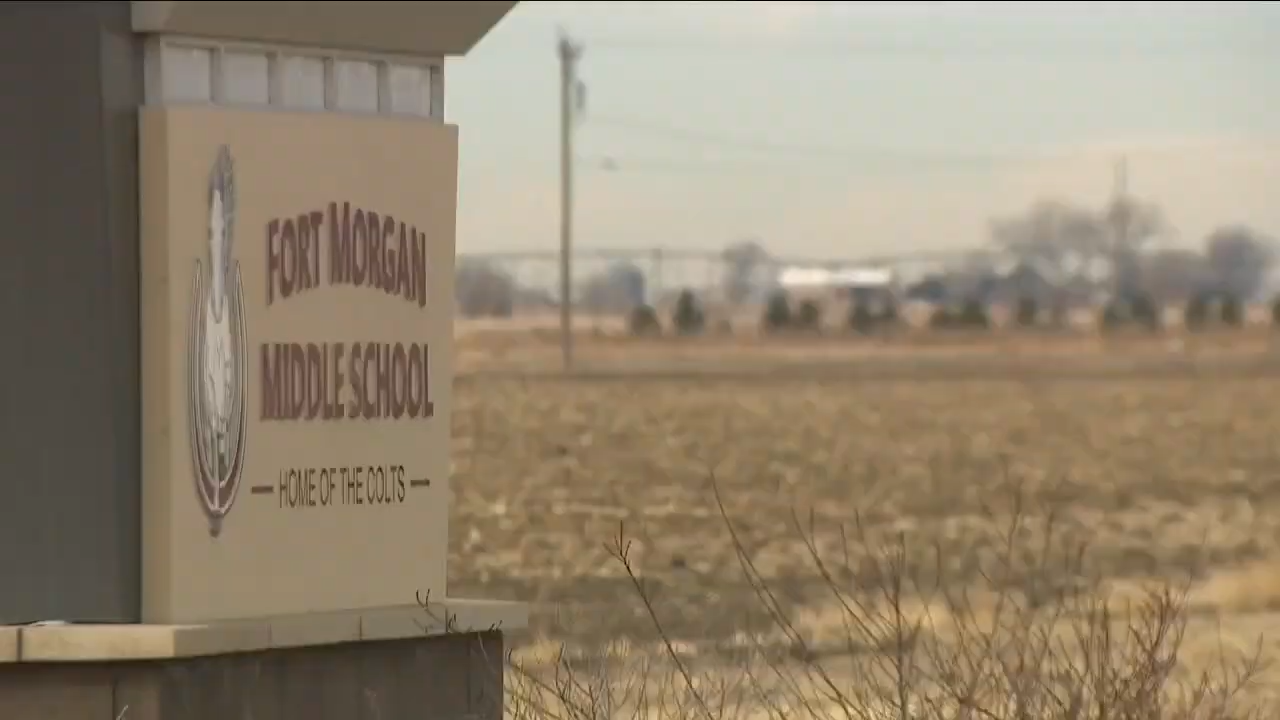 FORT MORGAN
MIDDLE SCHOOL
— HOME OF THE COLTS —